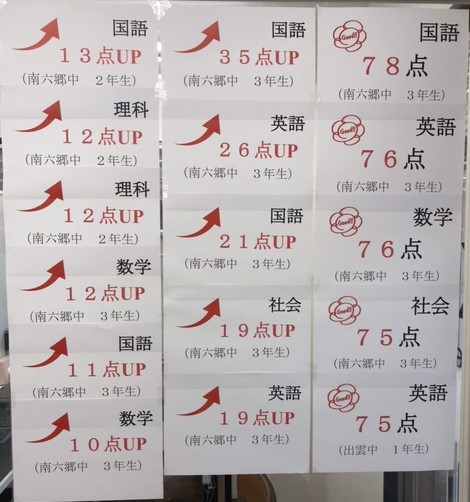 国語
13点UP
(南六郷中 2年生)
理科
12点UP
(南六郷中 2年生)
理科
12点UP
(南六郷中 2年生)
数学
12点UP
(南六郷中 3年生)
国語
11点UP
(南六郷中 3年生)
数学
10点UP
(南六郷中 3年生)
国語
35点UP
(南六郷中 3年生)
英語
26点UP
(南六郷中 3年生)
国語
21点UP
(南六郷中 3年生)
社会
19点UP
(南六郷中 3年生)
英語
19点UP
(南六郷中 3年生)
Good!!
国語
78点
(南六郷中 3年生)
Good!!
英語
76点
(南六郷中 3年生)
Good!!
数学
76点
(出雲中 3年生)
Good!!
社会
75点
(南六郷中 3年生)
Good!!
英語
75点
(出雲中 1年生)